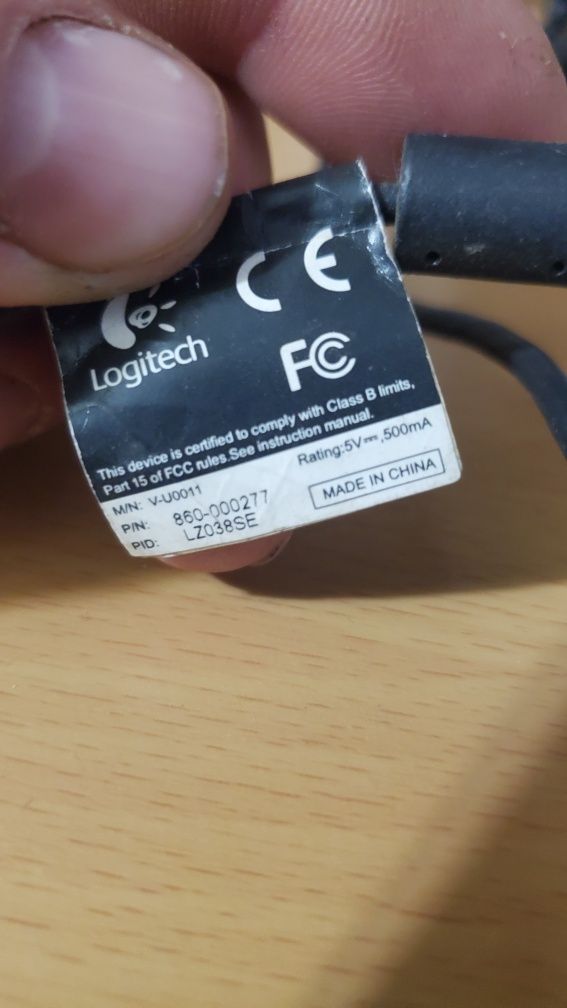 CE
Logitech
FCC
This device is certified to comply with Class B limits,
Part 15 of FCC rules.See instruction manual.
M/N: V-U0011
Rating:5V⎓,500mA
P/N: 860-000277
MADE IN CHINA
PID: LZ038SE